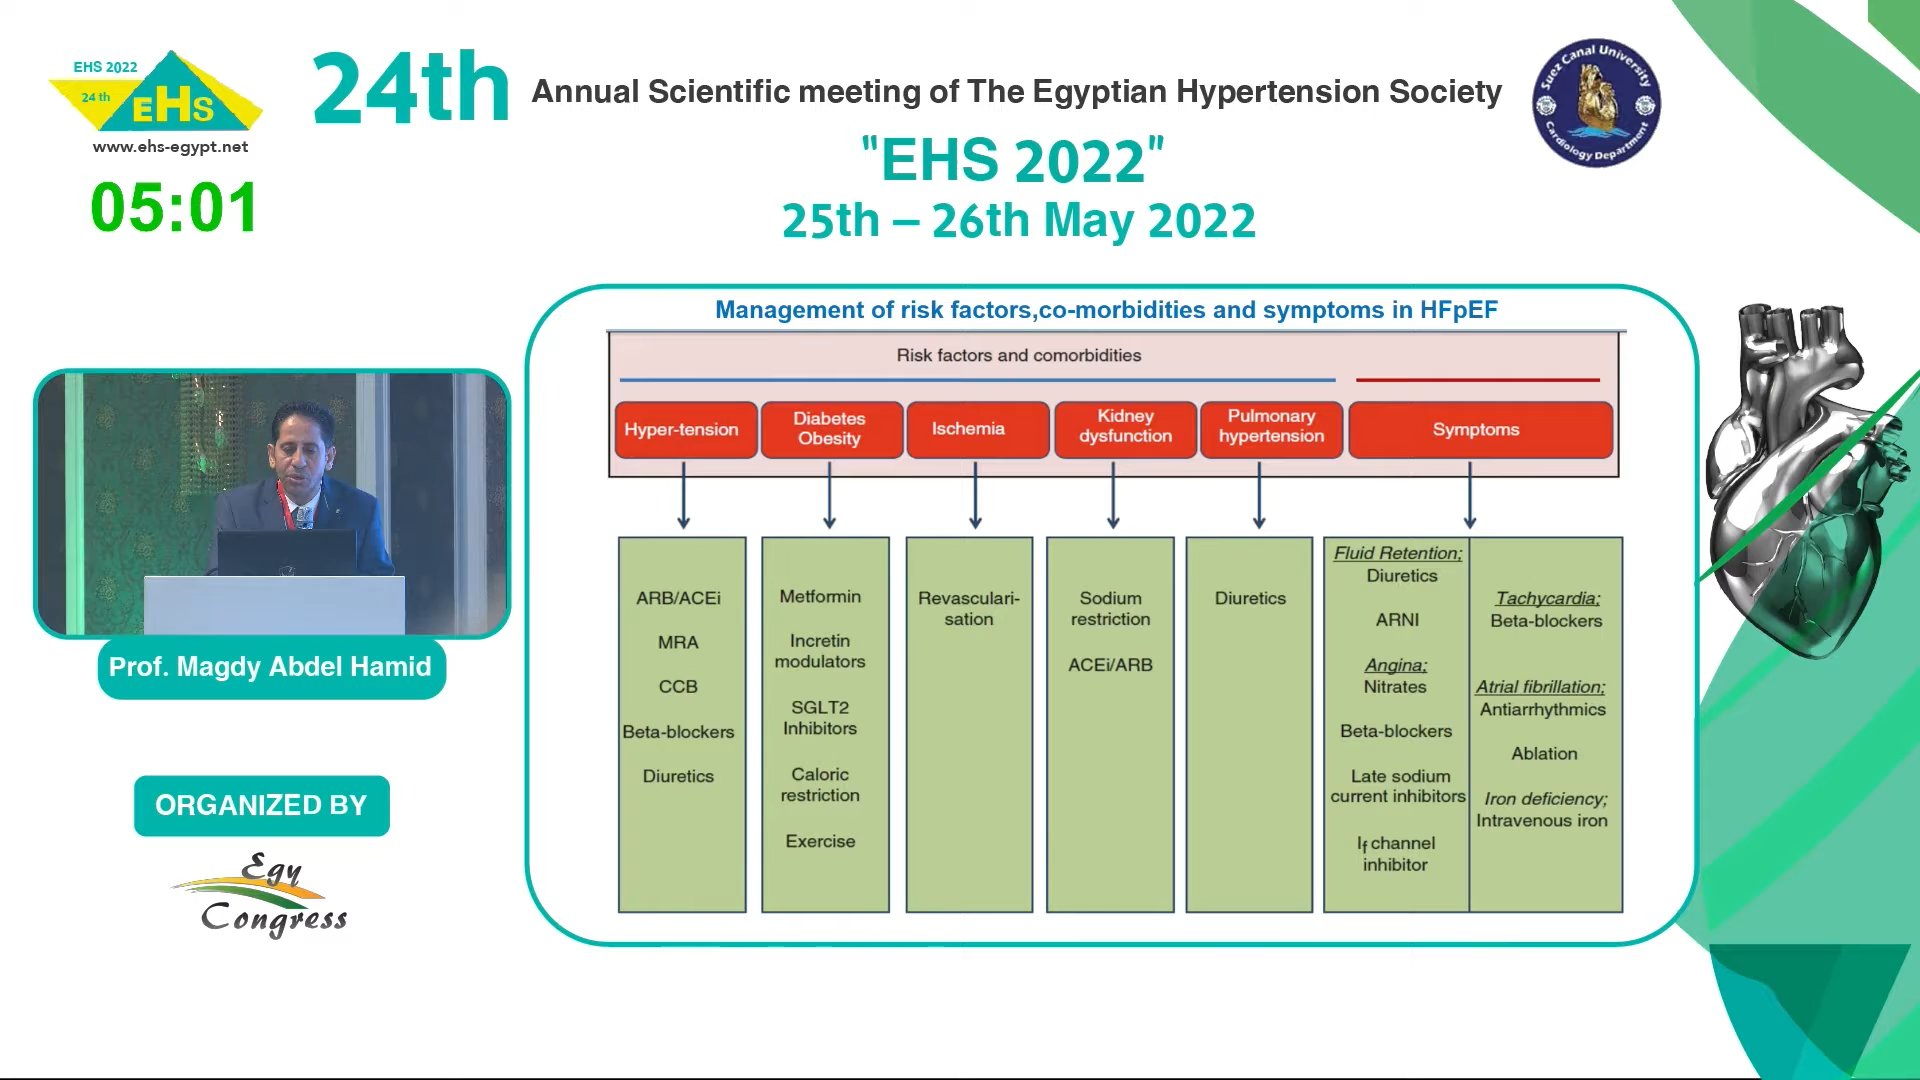 EHS 2022
24 th
EHS
www.ehs-egypt.net
05:01
24th Annual Scientific meeting of The Egyptian Hypertension Society
"EHS 2022"
25th – 26th May 2022
Suez Canal University
Cardiology Department
Prof. Magdy Abdel Hamid
ORGANIZED BY
Egy
Congress
Management of risk factors,co-morbidities and symptoms in HFpEF
Risk factors and comorbidities
Hyper-tension
Diabetes
Obesity
Ischemia
Kidney
dysfunction
Pulmonary
hypertension
Symptoms
ARB/ACEi
MRA
CCB
Beta-blockers
Diuretics
Metformin
Incretin
modulators
SGLT2
Inhibitors
Caloric
restriction
Exercise
Revasculari-
sation
Sodium
restriction
ACEi/ARB
Diuretics
Fluid Retention;
Diuretics
ARNI
Angina;
Nitrates
Beta-blockers
Late sodium
current inhibitors
If channel
inhibitor
Tachycardia;
Beta-blockers
Atrial fibrillation;
Antiarrhythmics
Ablation
Iron deficiency;
Intravenous iron